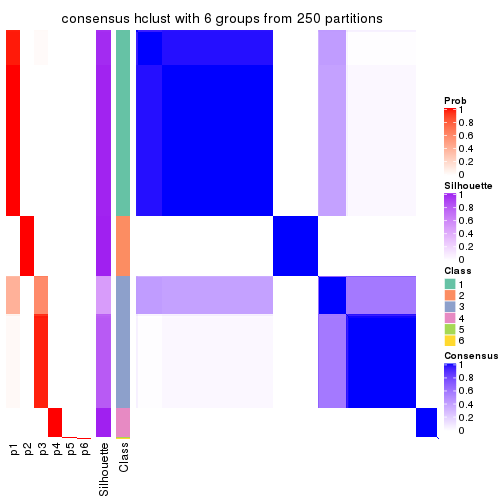 consensus hclust with 6 groups from 250 partitions
Prob
1
0.8
0.6
0.4
0.2
0
Silhouette
1
0.8
0.6
0.4
0.2
0
Class
1
2
3
4
5
6
Consensus
1
0.8
0.6
0.4
0.2
0
p1
p2
p3
p4
p5
p6
Silhouette
Class